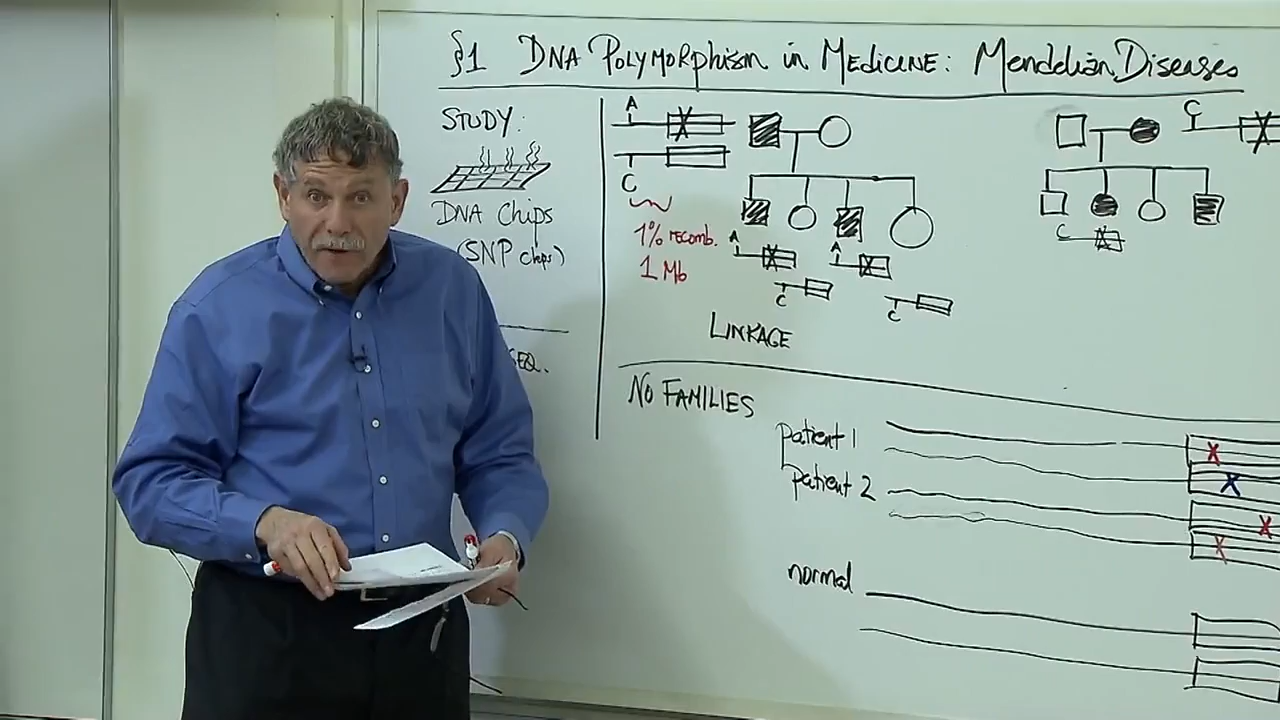 §1 DNA Polymorphism in Medicine: Mendelian Diseases
STUDY:
DNA Chips
(SNP chips)
SEQ.
A
C
1% recomb.
1 Mb
A
A
C
C
LINKAGE
C
C
No FAMILIES
patient 1
patient 2
normal